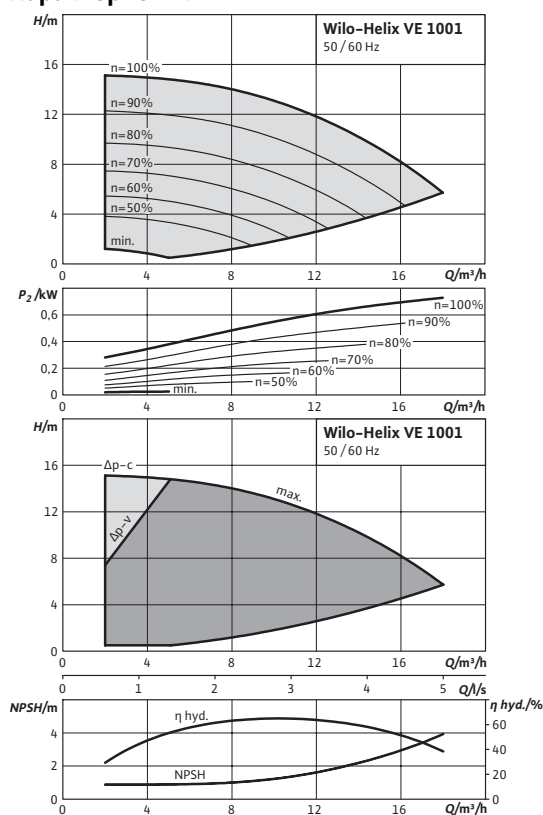 H/m
Wilo-Helix VE 1001
50 / 60 Hz
n=100%
16
n=90%
12
n=80%
8
n=70%
n=60%
n=50%
4
min.
0
0 4 8 12 16 Q/m³/h
P₂ /kW
n=100%
0,6
n=90%
0,4
n=80%
n=70%
0,2
n=60%
n=50%
min.
0
0 4 8 12 16 Q/m³/h
H/m
Wilo-Helix VE 1001
50 / 60 Hz
Δp-c
16
max.
12
Δp-v
8
4
0
0 4 8 12 16 Q/m³/h
0 1 2 3 4 5 Q/l/s
NPSH/m
η hyd./%
η hyd.
60
4
40
2
NPSH
20
0
0
0 4 8 12 16 Q/m³/h